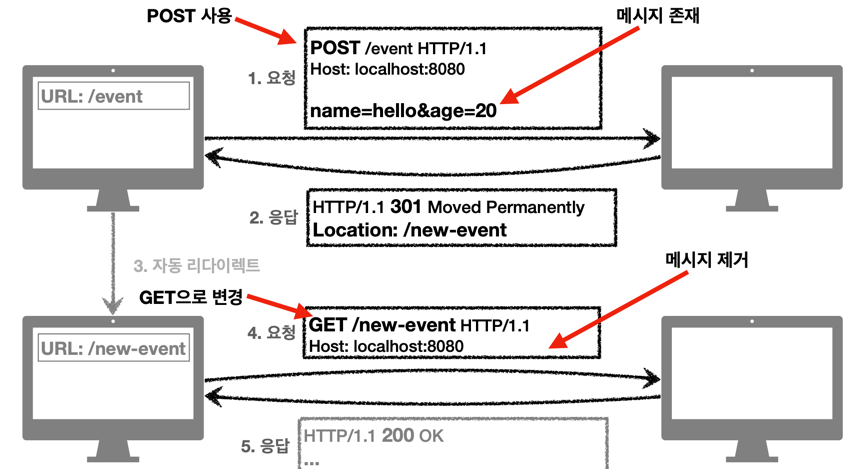 POST 사용
메시지 존재
URL: /event
1. 요청
POST /event HTTP/1.1
Host: localhost:8080
name=hello&age=20
2. 응답
HTTP/1.1 301 Moved Permanently
Location: /new-event
3. 자동 리다이렉트
메시지 제거
GET으로 변경
URL: /new-event
4. 요청
GET /new-event HTTP/1.1
Host: localhost:8080
5. 응답
HTTP/1.1 200 OK
...